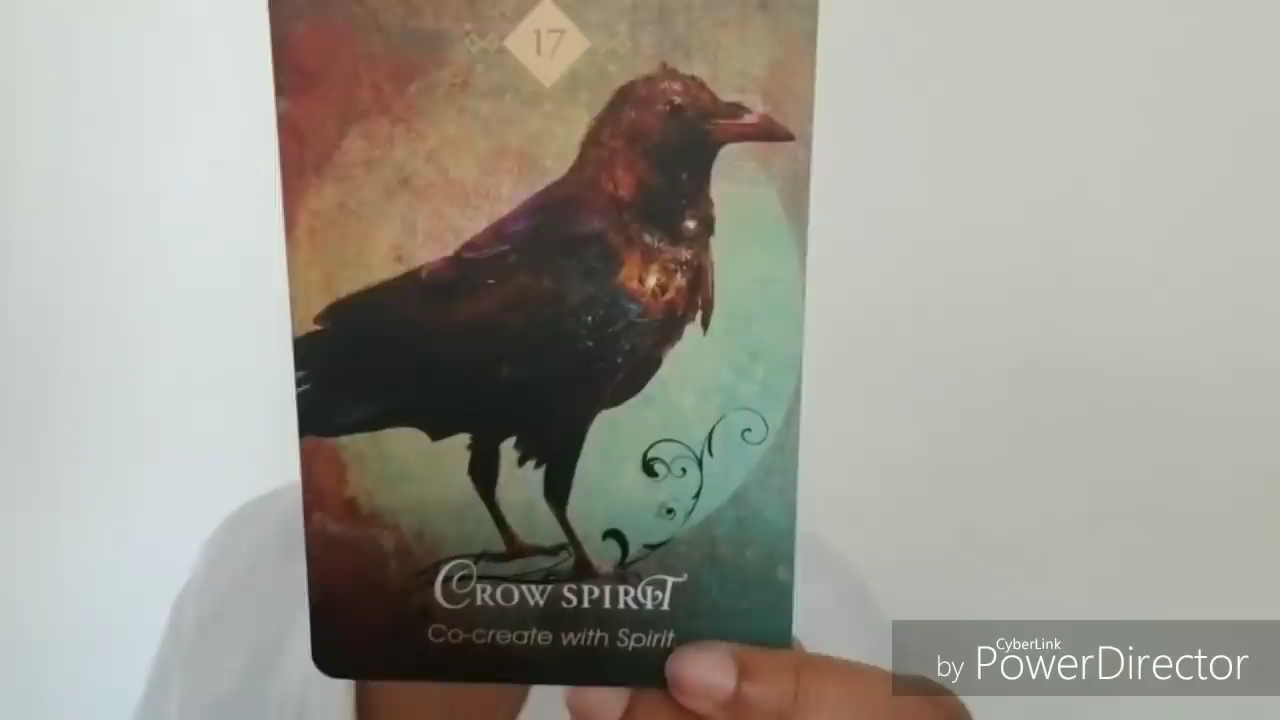 17
CROW SPIRIT
Co-create with Spirit
CyberLink
by PowerDirector